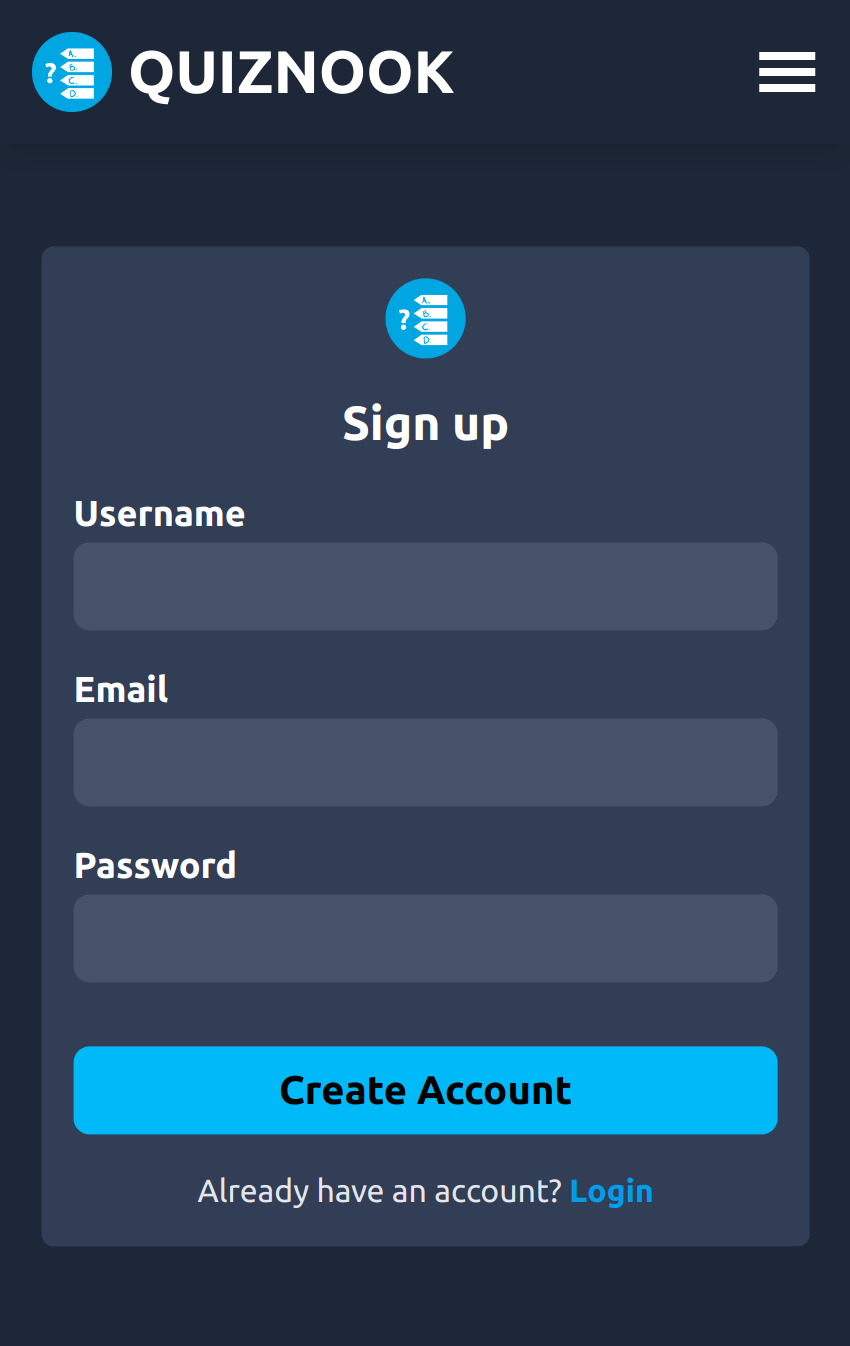 ? A. B. C. D. QUIZNOOK
? A. B. C. D.
Sign up
Username
Email
Password
Create Account
Already have an account? Login